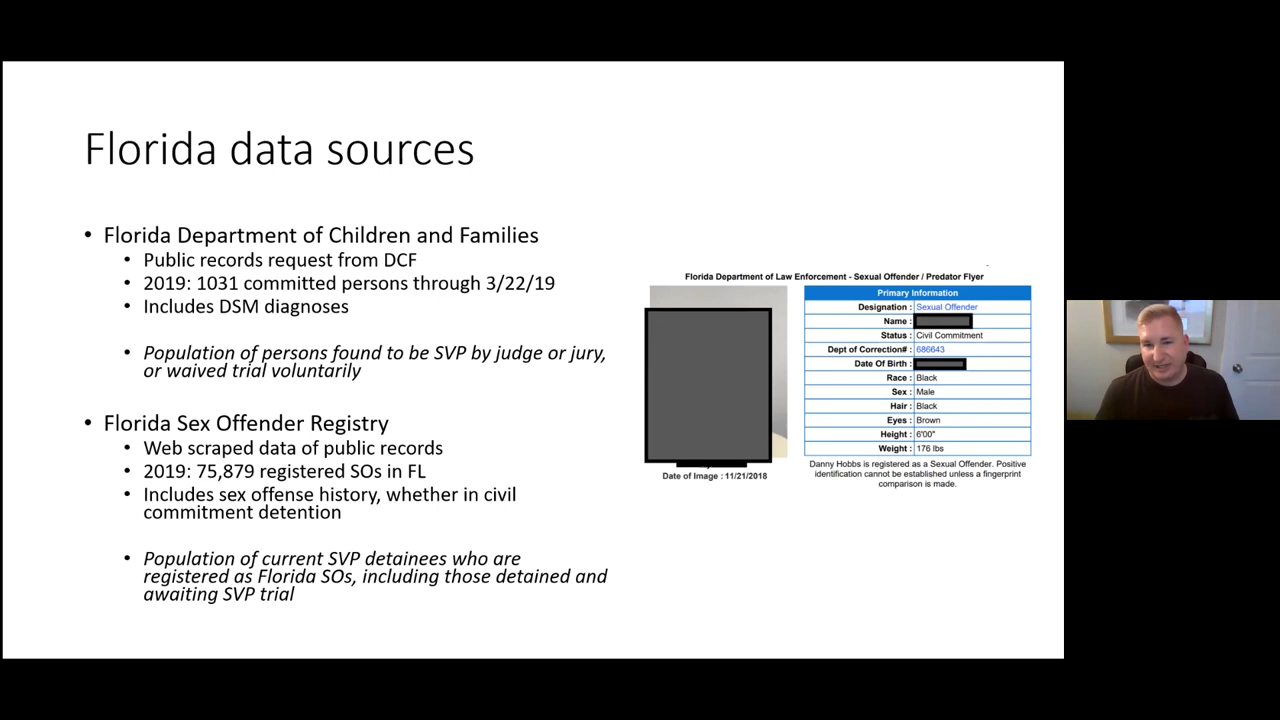 Florida data sources
• Florida Department of Children and Families
• Public records request from DCF
• 2019: 1031 committed persons through 3/22/19
• Includes DSM diagnoses
• Population of persons found to be SVP by judge or jury,
or waived trial voluntarily
• Florida Sex Offender Registry
• Web scraped data of public records
• 2019: 75,879 registered SOs in FL
• Includes sex offense history, whether in civil
commitment detention
• Population of current SVP detainees who are
registered as Florida SOs, including those detained and
awaiting SVP trial
Florida Department of Law Enforcement - Sexual Offender / Predator Flyer
Date of Image : 11/21/2018
Primary Information
Designation : Sexual Offender
Name :
Status : Civil Commitment
Dept of Correction# : 686643
Date Of Birth :
Race : Black
Sex : Male
Hair : Black
Eyes : Brown
Height : 6'00"
Weight : 176 lbs
Danny Hobbs is registered as a Sexual Offender. Positive
identification cannot be established unless a fingerprint
comparison is made.